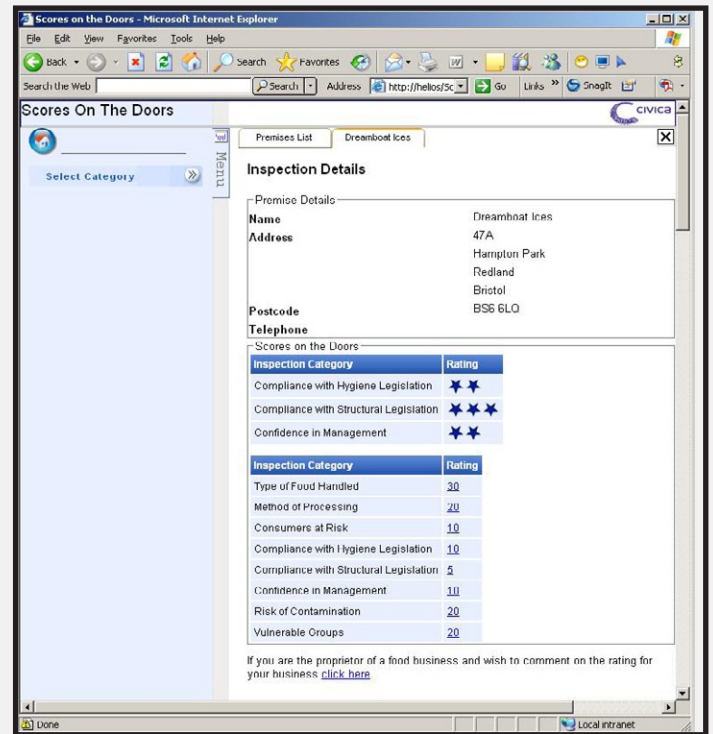 Scores on the Doors - Microsoft Internet Explorer
File Edit View Favorites Tools Help
Back Search Favorites
Search the Web Search Address http://helios/Sc Go Links » SnagIt
Scores On The Doors
CIVICA
Menu
Select Category
Premises List Dreamboat Ices
Inspection Details
Premise Details
Name Dreamboat Ices
Address 47A
Hampton Park
Redland
Bristol
Postcode BS6 6LQ
Telephone
Scores on the Doors
Inspection Category Rating
Compliance with Hygiene Legislation
Compliance with Structural Legislation
Confidence in Management
Inspection Category Rating
Type of Food Handled 30
Method of Processing 20
Consumers at Risk 10
Compliance with Hygiene Legislation 10
Compliance with Structural Legislation 5
Confidence in Management 10
Risk of Contamination 20
Vulnerable Groups 20
If you are the proprietor of a food business and wish to comment on the rating for
your business click here
Done Local intranet